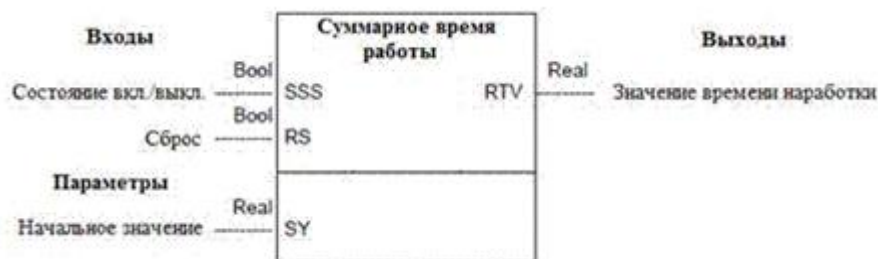 Входы
Суммарное время
работы
Выходы
Состояние вкл./выкл.
Bool
SSS
RTV
Real
Значение времени наработки
Сброс
Bool
RS
Параметры
Начальное значение
Real
SY